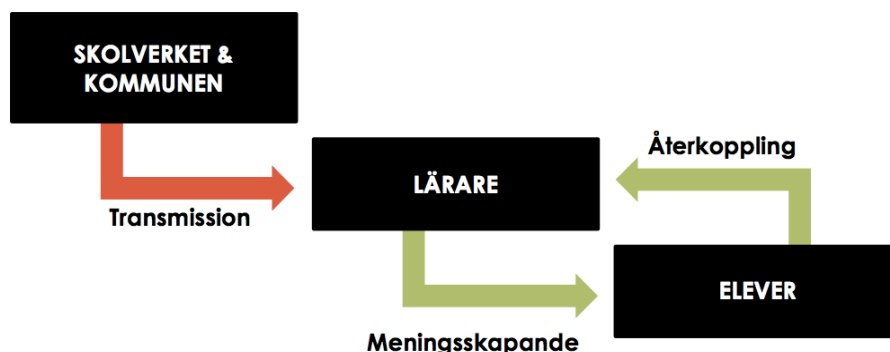 SKOLVERKET &
KOMMUNEN
Återkoppling
LÄRARE
Transmission
ELEVER
Meningsskapande